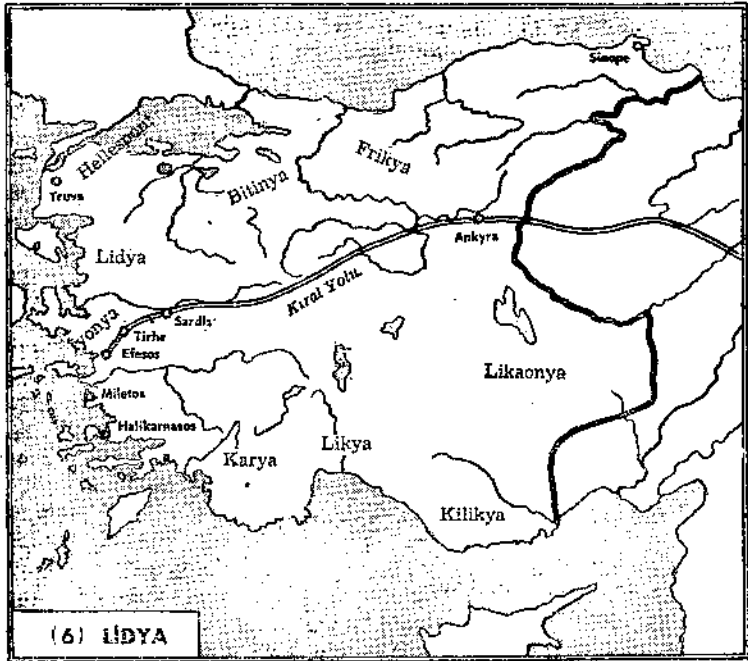 Sinope
Hellespont
Frikya
Truva
Bitinya
Ankyra
Lidya
Kıral Yolu
Sardis
İyonya
Tirhe
Efesos
Likaonya
Miletos
Halikarnasos
Likya
Karya
Kilikya
(6) LİDYA